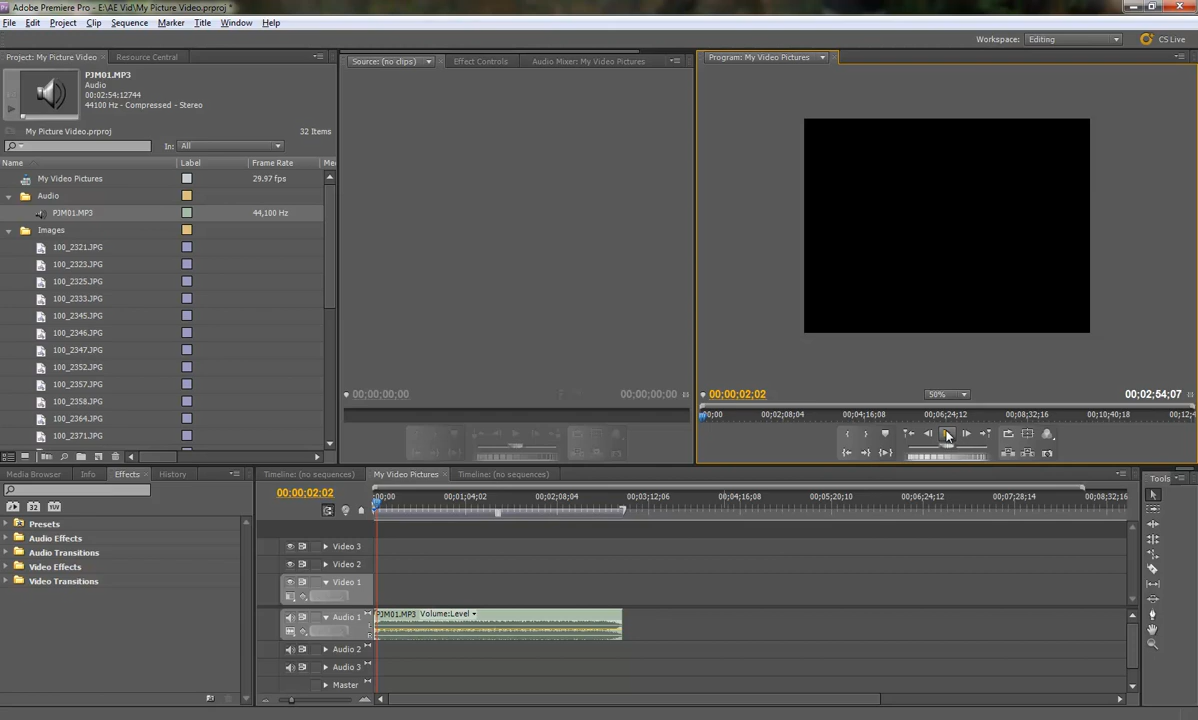 Adobe Premiere Pro - E:\AE Vid\My Picture Video.prproj *
File Edit Project Clip Sequence Marker Title Window Help
Workspace: Editing CS Live
Project: My Picture Video Resource Central
Source: (no clips) Effect Controls Audio Mixer: My Video Pictures
Program: My Video Pictures
PJM01.MP3
Audio
00:02:54:12744
44100 Hz - Compressed - Stereo
My Picture Video.prproj 32 Items
In: All
Name Label Frame Rate Me
My Video Pictures 29.97 fps
Audio
PJM01.MP3 44,100 Hz
Images
100_2321.JPG
100_2323.JPG
100_2325.JPG
100_2333.JPG
100_2345.JPG
100_2346.JPG
100_2347.JPG
100_2352.JPG
100_2357.JPG
100_2358.JPG
100_2364.JPG
100_2371.JPG
00;00;00;00 00;00;00;00
00;00;02;02 50% 00;02;54;07
00;00 00;02;08;04 00;04;16;08 00;06;24;12 00;08;32;16 00;10;40;18 00;12;4
Media Browser Info Effects History
Presets
Audio Effects
Audio Transitions
Video Effects
Video Transitions
Timeline: (no sequences) My Video Pictures Timeline: (no sequences)
00;00;02;02
;00;00 00;01;04;02 00;02;08;04 00;03;12;06 00;04;16;08 00;05;20;10 00;06;24;12 00;07;28;14 00;08;32;16
Video 3
Video 2
Video 1
Audio 1 PJM01.MP3 Volume:Level
L
R
Audio 2
Audio 3
Master
Tools